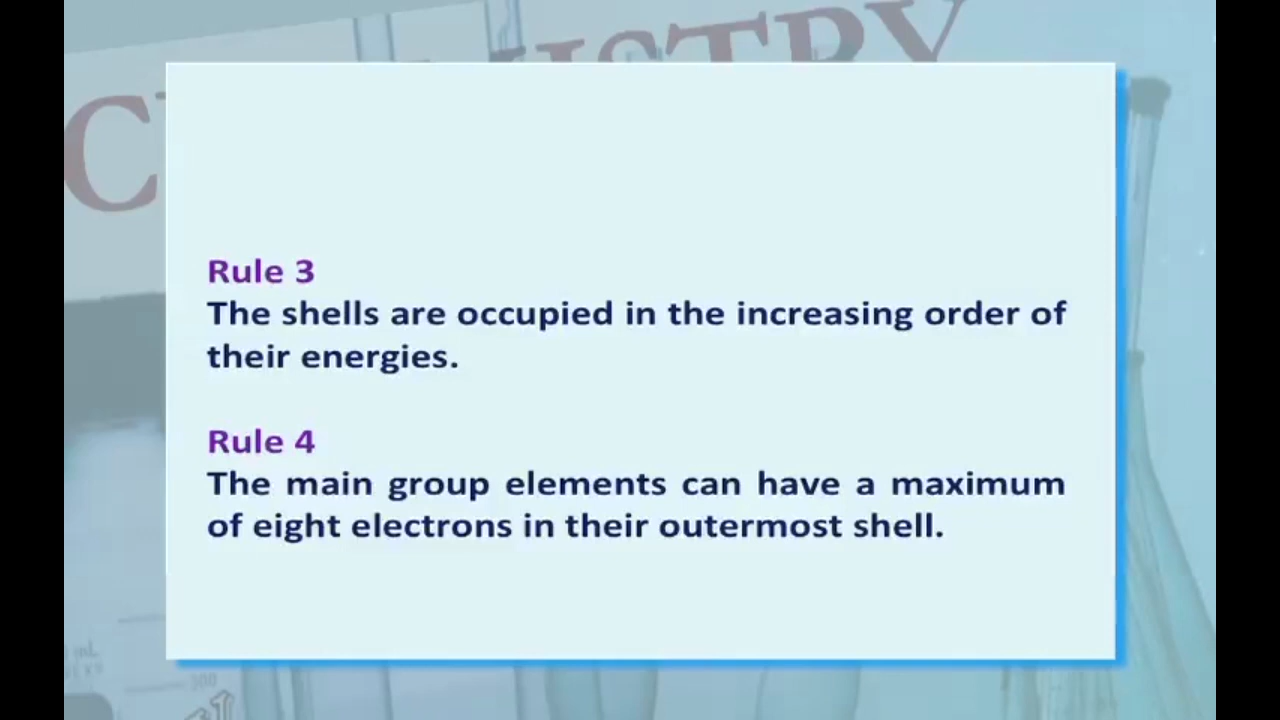 Rule 3
The shells are occupied in the increasing order of
their energies.
Rule 4
The main group elements can have a maximum
of eight electrons in their outermost shell.